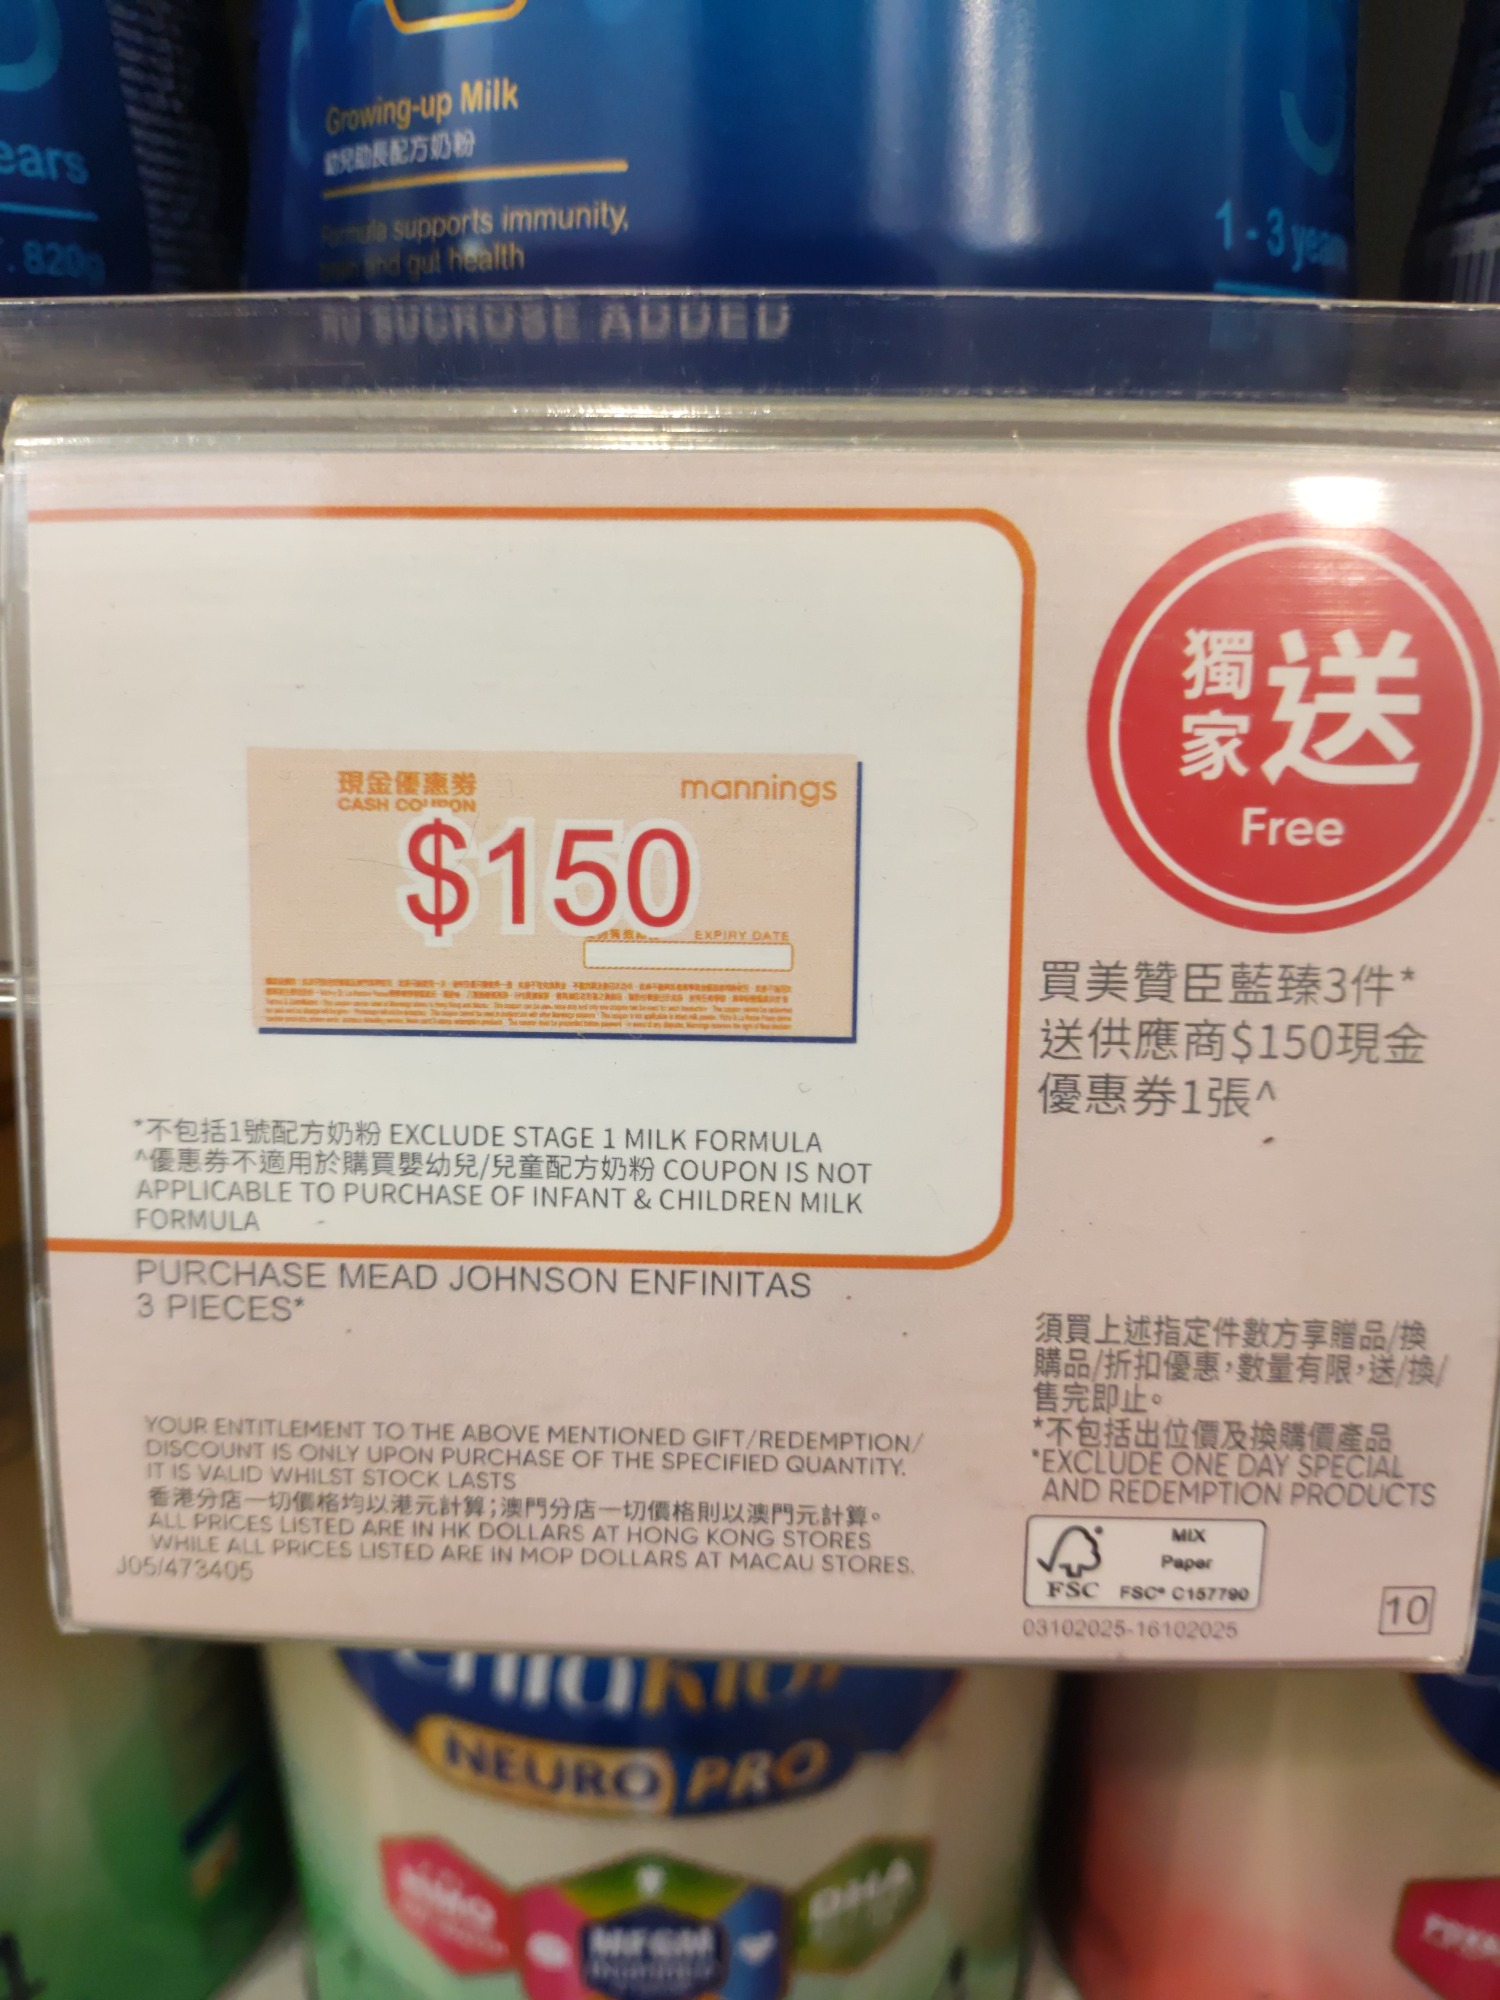 Growing-up Milk
幼兒助長配方奶粉
Formula supports immunity,
and gut health
1 - 3 years
ears
820g
NO SUCROSE ADDED
現金優惠券
CASH COUPON
mannings
$150
EXPIRY DATE
獨家送
Free
買美贊臣藍臻3件*
送供應商$150現金
優惠券1張^
*不包括1號配方奶粉 EXCLUDE STAGE 1 MILK FORMULA
^優惠券不適用於購買嬰幼兒/兒童配方奶粉 COUPON IS NOT
APPLICABLE TO PURCHASE OF INFANT & CHILDREN MILK
FORMULA
PURCHASE MEAD JOHNSON ENFINITAS
3 PIECES*
須買上述指定件數方享贈品/換
購品/折扣優惠,數量有限,送/換/
售完即止。
*不包括出位價及換購價產品
*EXCLUDE ONE DAY SPECIAL
AND REDEMPTION PRODUCTS
YOUR ENTITLEMENT TO THE ABOVE MENTIONED GIFT/REDEMPTION/
DISCOUNT IS ONLY UPON PURCHASE OF THE SPECIFIED QUANTITY.
IT IS VALID WHILST STOCK LASTS
香港分店一切價格均以港元計算;澳門分店一切價格則以澳門元計算。
ALL PRICES LISTED ARE IN HK DOLLARS AT HONG KONG STORES
WHILE ALL PRICES LISTED ARE IN MOP DOLLARS AT MACAU STORES.
J05/473405
FSC
MIX
Paper
FSC® C157790
03102025-16102025
10
NEURO PRO
MFGM
DHA